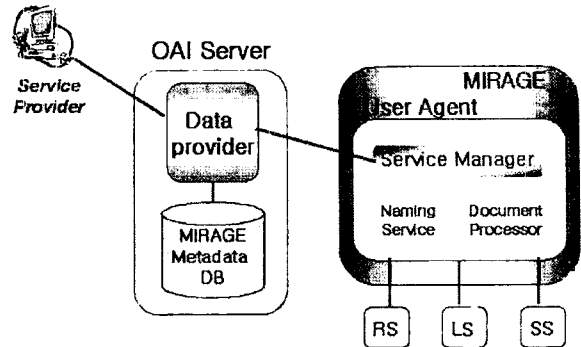 Service
Provider
OAI Server
Data
provider
MIRAGE
Metadata
DB
MIRAGE
User Agent
Service Manager
Naming
Service
Document
Processor
RS
LS
SS